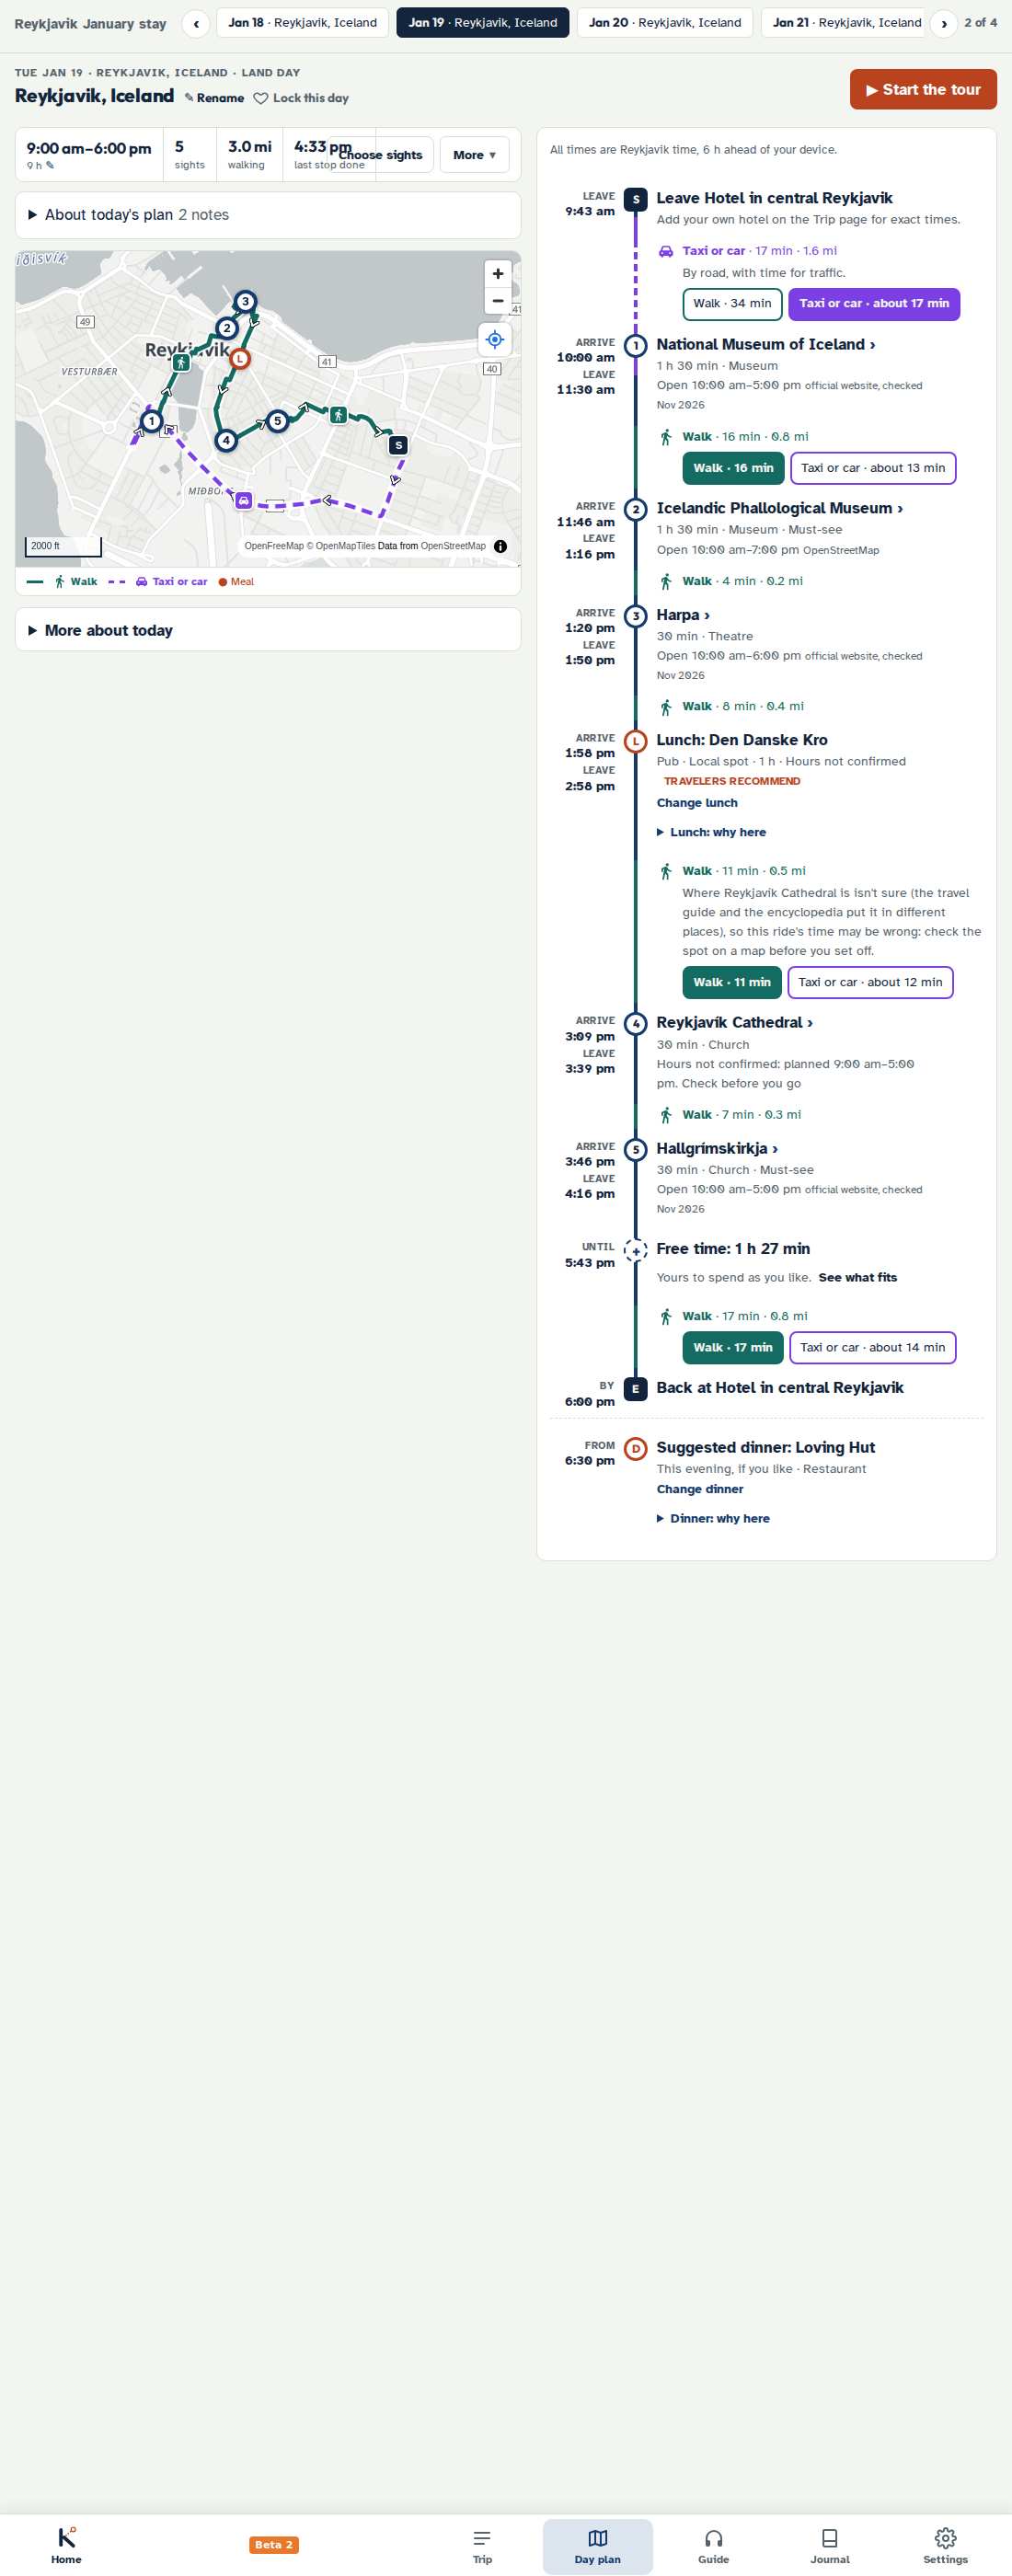 Reykjavik January stay
‹
Jan 18 · Reykjavik, Iceland
Jan 19 · Reykjavik, Iceland
Jan 20 · Reykjavik, Iceland
Jan 21 · Reykjavik, Iceland
›
2 of 4
TUE JAN 19 · REYKJAVIK, ICELAND · LAND DAY
Reykjavik, Iceland
✎ Rename
Lock this day
▶ Start the tour
9:00 am–6:00 pm
9 h ✎
5
sights
3.0 mi
walking
4:33 pm
last stop done
Choose sights
More ▾
▶ About today's plan 2 notes
49
Reykjavik
VESTURBÆR
41
41
40
3
2
L
1
4
5
S
+
−
2000 ft
OpenFreeMap © OpenMapTiles Data from OpenStreetMap
Walk
Taxi or car
Meal
▶ More about today
All times are Reykjavik time, 6 h ahead of your device.
LEAVE
9:43 am
S
Leave Hotel in central Reykjavik
Add your own hotel on the Trip page for exact times.
Taxi or car · 17 min · 1.6 mi
By road, with time for traffic.
Walk · 34 min
Taxi or car · about 17 min
ARRIVE
10:00 am
LEAVE
11:30 am
1
National Museum of Iceland ›
1 h 30 min · Museum
Open 10:00 am–5:00 pm official website, checked
Nov 2026
Walk · 16 min · 0.8 mi
Walk · 16 min
Taxi or car · about 13 min
ARRIVE
11:46 am
LEAVE
1:16 pm
2
Icelandic Phallological Museum ›
1 h 30 min · Museum · Must-see
Open 10:00 am–7:00 pm OpenStreetMap
Walk · 4 min · 0.2 mi
ARRIVE
1:20 pm
LEAVE
1:50 pm
3
Harpa ›
30 min · Theatre
Open 10:00 am–6:00 pm official website, checked
Nov 2026
Walk · 8 min · 0.4 mi
ARRIVE
1:58 pm
LEAVE
2:58 pm
L
Lunch: Den Danske Kro
Pub · Local spot · 1 h · Hours not confirmed
TRAVELERS RECOMMEND
Change lunch
▶ Lunch: why here
Walk · 11 min · 0.5 mi
Where Reykjavík Cathedral is isn't sure (the travel
guide and the encyclopedia put it in different
places), so this ride's time may be wrong: check the
spot on a map before you set off.
Walk · 11 min
Taxi or car · about 12 min
ARRIVE
3:09 pm
LEAVE
3:39 pm
4
Reykjavík Cathedral ›
30 min · Church
Hours not confirmed: planned 9:00 am–5:00
pm. Check before you go
Walk · 7 min · 0.3 mi
ARRIVE
3:46 pm
LEAVE
4:16 pm
5
Hallgrímskirkja ›
30 min · Church · Must-see
Open 10:00 am–5:00 pm official website, checked
Nov 2026
UNTIL
5:43 pm
+
Free time: 1 h 27 min
Yours to spend as you like. See what fits
Walk · 17 min · 0.8 mi
Walk · 17 min
Taxi or car · about 14 min
BY
6:00 pm
E
Back at Hotel in central Reykjavik
FROM
6:30 pm
D
Suggested dinner: Loving Hut
This evening, if you like · Restaurant
Change dinner
▶ Dinner: why here
Home
Beta 2
Trip
Day plan
Guide
Journal
Settings